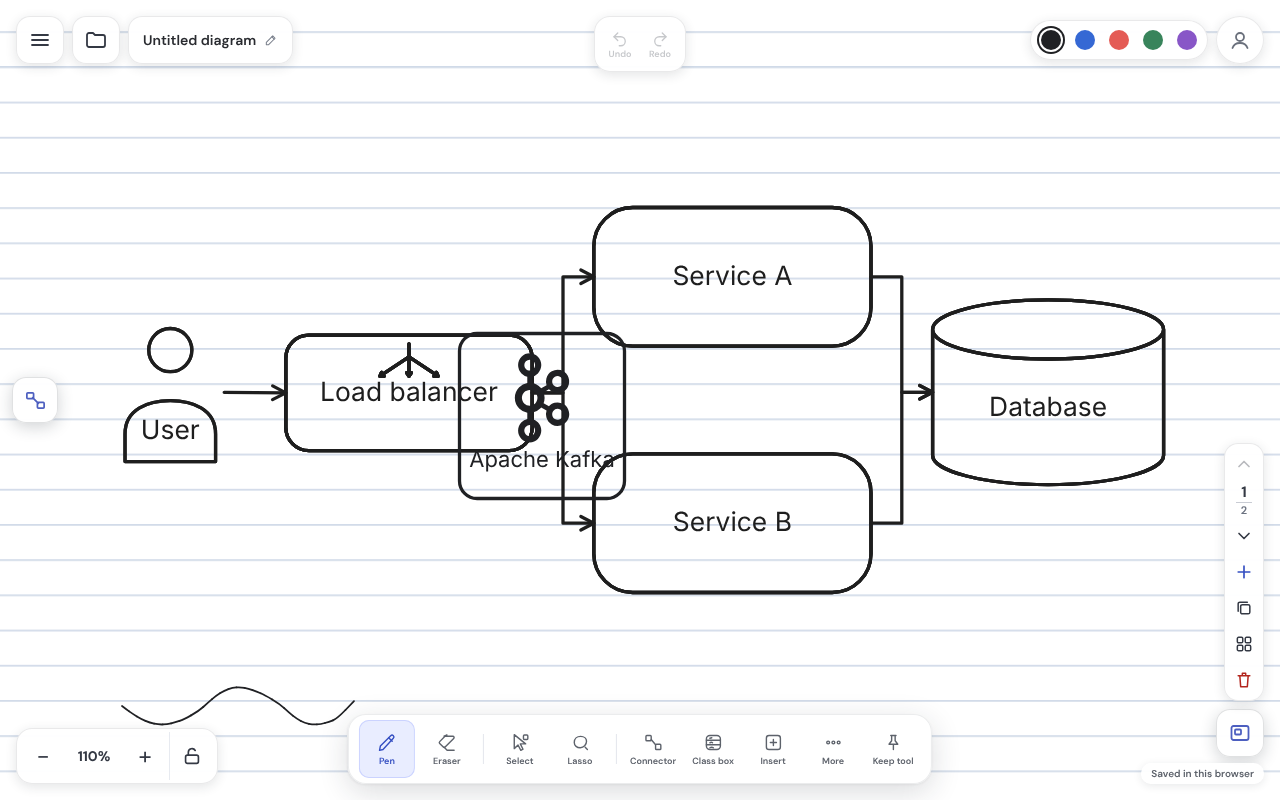 Untitled diagram
Undo
Redo
Service A
Load balancer
User
Database
Apache Kafka
Service B
1
2
110%
Pen
Eraser
Select
Lasso
Connector
Class box
Insert
More
Keep tool
Saved in this browser